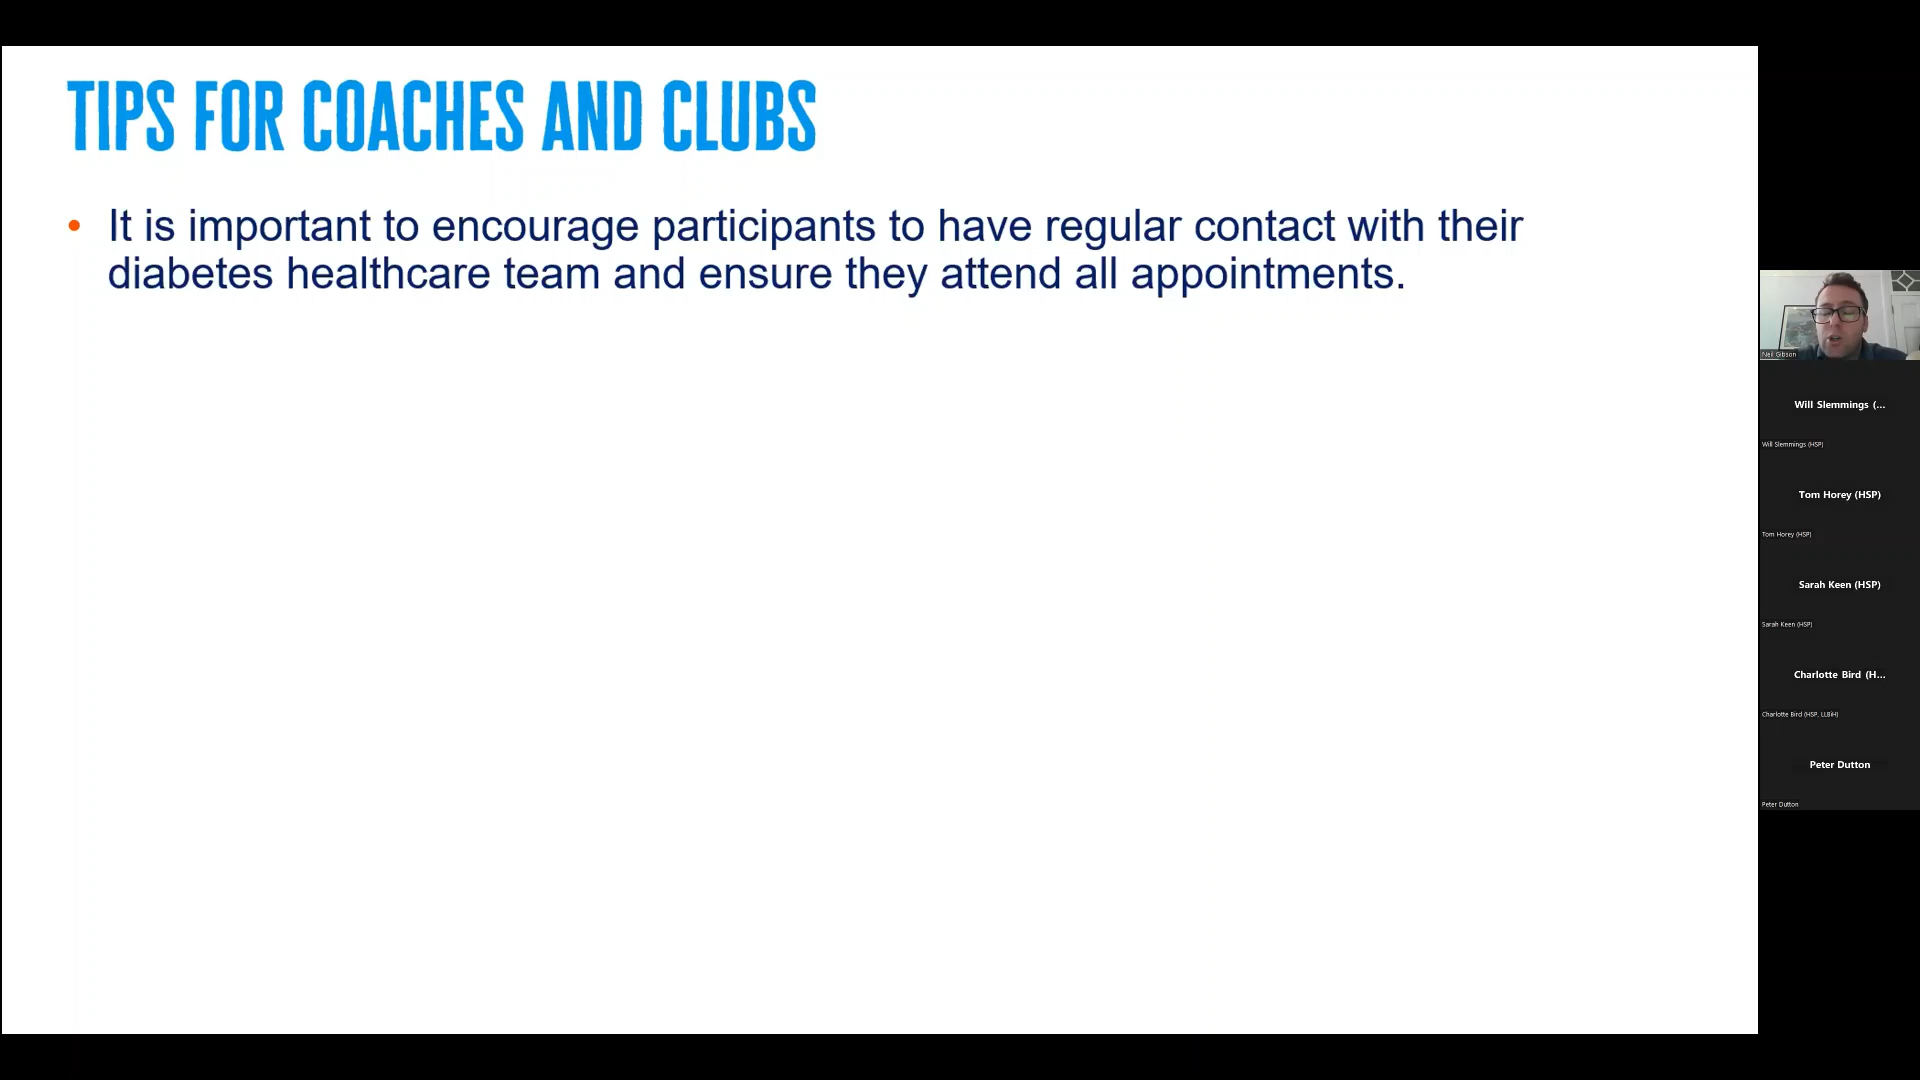 TIPS FOR COACHES AND CLUBS
• It is important to encourage participants to have regular contact with their
diabetes healthcare team and ensure they attend all appointments.
Neil Gibson
Will Slemmings (...
Will Slemmings (HSP)
Tom Horey (HSP)
Tom Horey (HSP)
Sarah Keen (HSP)
Sarah Keen (HSP)
Charlotte Bird (H...
Charlotte Bird (HSP, LLBiH)
Peter Dutton
Peter Dutton